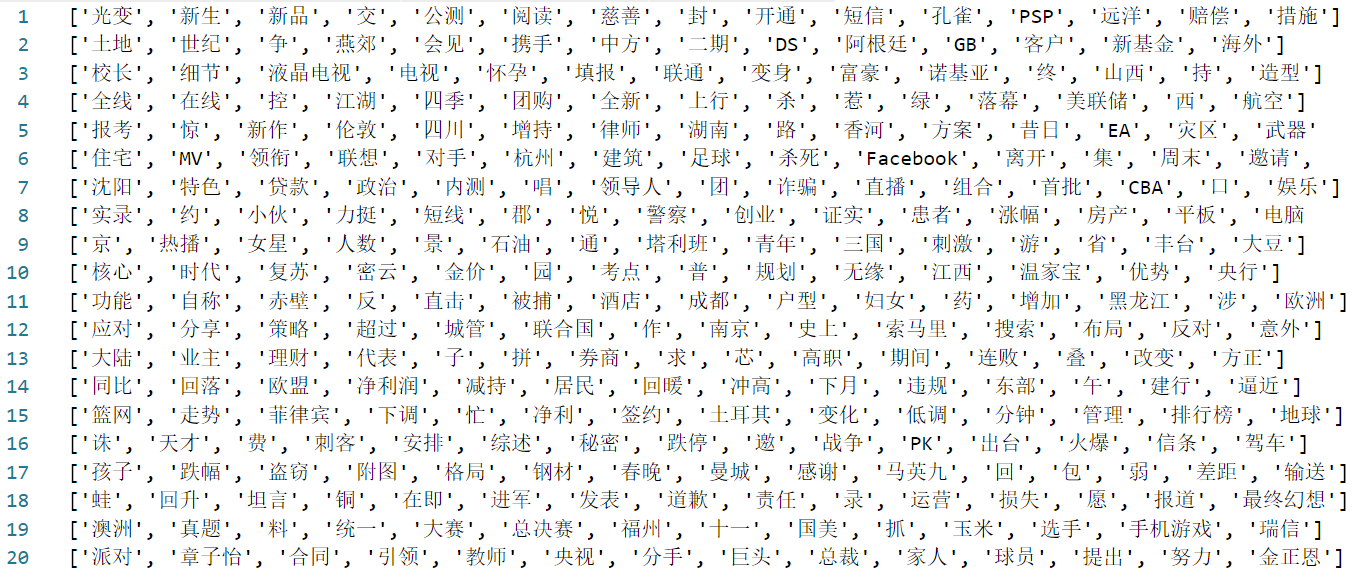 1 ['光变', '新生', '新品', '交', '公测', '阅读', '慈善', '封', '开通', '短信', '孔雀', 'PSP', '远洋', '赔偿', '措施']
2 ['土地', '世纪', '争', '燕郊', '会见', '携手', '中方', '二期', 'DS', '阿根廷', 'GB', '客户', '新基金', '海外']
3 ['校长', '细节', '液晶电视', '电视', '怀孕', '填报', '联通', '变身', '富豪', '诺基亚', '终', '山西', '持', '造型']
4 ['全线', '在线', '控', '江湖', '四季', '团购', '全新', '上行', '杀', '惹', '绿', '落幕', '美联储', '西', '航空']
5 ['报考', '惊', '新作', '伦敦', '四川', '增持', '律师', '湖南', '路', '香河', '方案', '昔日', 'EA', '灾区', '武器'
6 ['住宅', 'MV', '领衔', '联想', '对手', '杭州', '建筑', '足球', '杀死', 'Facebook', '离开', '集', '周末', '邀请',
7 ['沈阳', '特色', '贷款', '政治', '内测', '唱', '领导人', '团', '诈骗', '直播', '组合', '首批', 'CBA', '口', '娱乐']
8 ['实录', '约', '小伙', '力挺', '短线', '郡', '悦', '警察', '创业', '证实', '患者', '涨幅', '房产', '平板', '电脑
9 ['京', '热播', '女星', '人数', '景', '石油', '通', '塔利班', '青年', '三国', '刺激', '游', '省', '丰台', '大豆']
10 ['核心', '时代', '复苏', '密云', '金价', '园', '考点', '普', '规划', '无缘', '江西', '温家宝', '优势', '央行']
11 ['功能', '自称', '赤壁', '反', '直击', '被捕', '酒店', '成都', '户型', '妇女', '药', '增加', '黑龙江', '涉', '欧洲']
12 ['应对', '分享', '策略', '超过', '城管', '联合国', '作', '南京', '史上', '索马里', '搜索', '布局', '反对', '意外']
13 ['大陆', '业主', '理财', '代表', '子', '拼', '券商', '求', '芯', '高职', '期间', '连败', '叠', '改变', '方正']
14 ['同比', '回落', '欧盟', '净利润', '减持', '居民', '回暖', '冲高', '下月', '违规', '东部', '午', '建行', '逼近']
15 ['篮网', '走势', '菲律宾', '下调', '忙', '净利', '签约', '土耳其', '变化', '低调', '分钟', '管理', '排行榜', '地球']
16 ['诛', '天才', '费', '刺客', '安排', '综述', '秘密', '跌停', '邀', '战争', 'PK', '出台', '火爆', '信条', '驾车']
17 ['孩子', '跌幅', '盗窃', '附图', '格局', '钢材', '春晚', '曼城', '感谢', '马英九', '回', '包', '弱', '差距', '输送']
18 ['蛙', '回升', '坦言', '铜', '在即', '进军', '发表', '道歉', '责任', '录', '运营', '损失', '愿', '报道', '最终幻想']
19 ['澳洲', '真题', '料', '统一', '大赛', '总决赛', '福州', '十一', '国美', '抓', '玉米', '选手', '手机游戏', '瑞信']
20 ['派对', '章子怡', '合同', '引领', '教师', '央视', '分手', '巨头', '总裁', '家人', '球员', '提出', '努力', '金正恩']